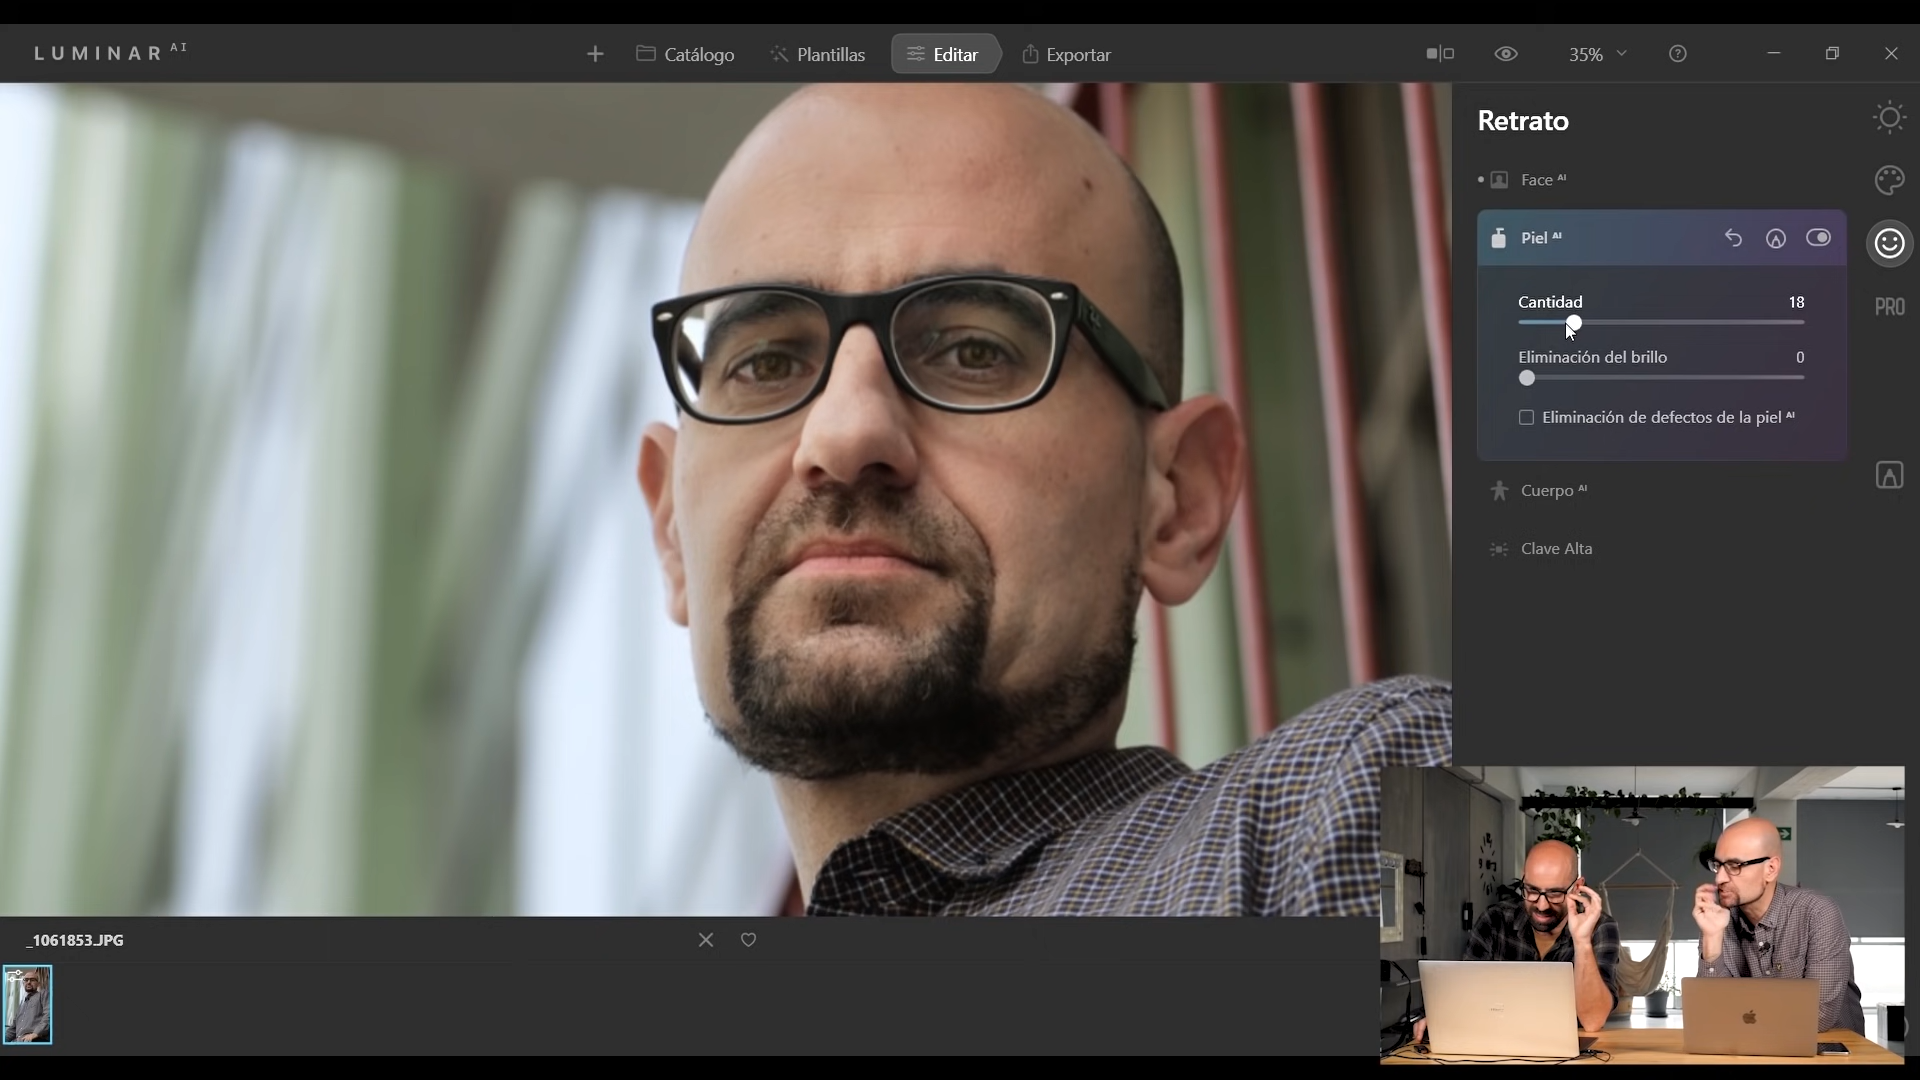 LUMINAR AI
Catálogo
Plantillas
Editar
Exportar
35%
Retrato
Face AI
Piel AI
Cantidad 18
Eliminación del brillo 0
Eliminación de defectos de la piel AI
Cuerpo AI
Clave Alta
PRO
_1061853.JPG